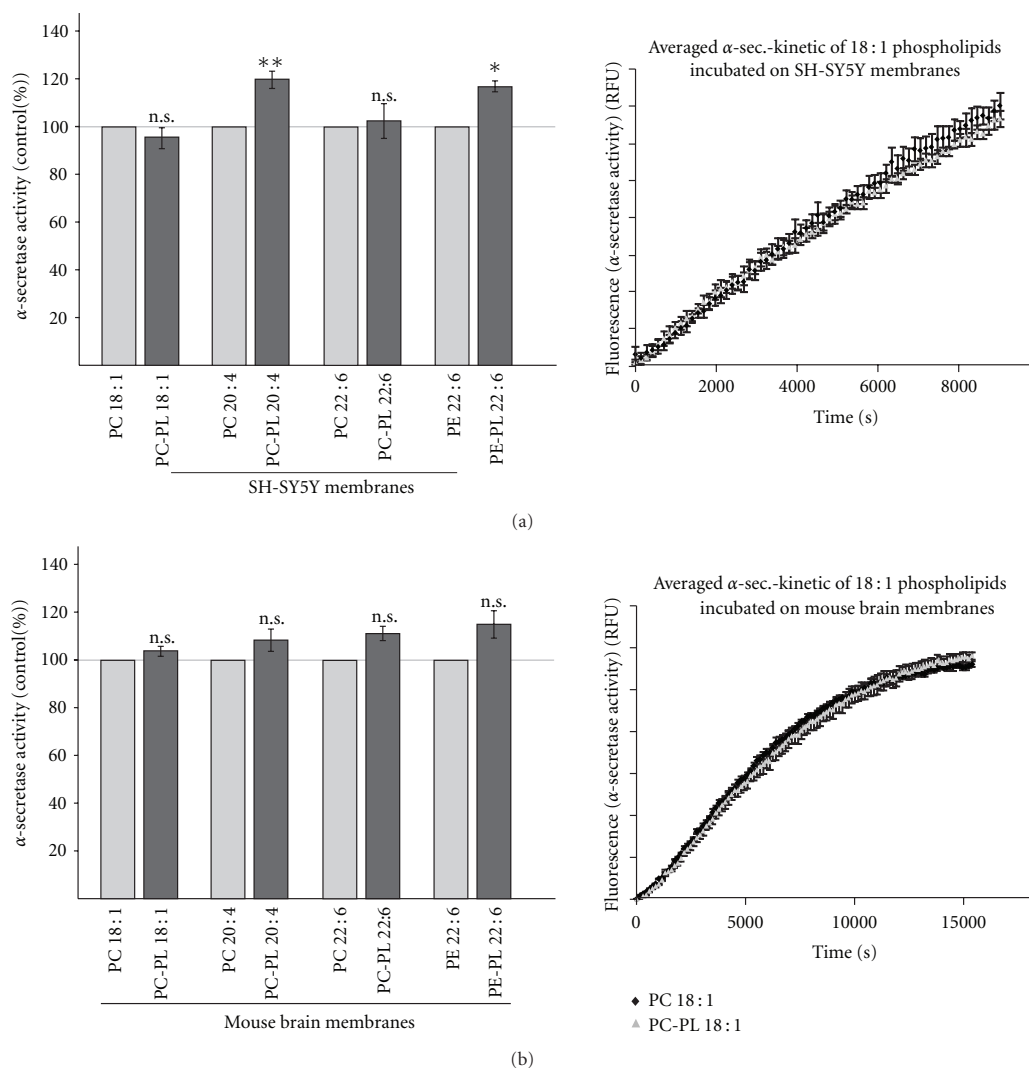 140
120
100
80
60
40
20
α-secretase activity (control(%))
n.s.
**
n.s.
*
PC 18:1
PC-PL 18:1
PC 20:4
PC-PL 20:4
PC 22:6
PC-PL 22:6
PE 22:6
PE-PL 22:6
SH-SY5Y membranes
Averaged α-sec.-kinetic of 18:1 phospholipids
incubated on SH-SY5Y membranes
Fluorescence (α-secretase activity) (RFU)
0 2000 4000 6000 8000
Time (s)
(a)
140
120
100
80
60
40
20
α-secretase activity (control(%))
n.s.
n.s.
n.s.
n.s.
PC 18:1
PC-PL 18:1
PC 20:4
PC-PL 20:4
PC 22:6
PC-PL 22:6
PE 22:6
PE-PL 22:6
Mouse brain membranes
Averaged α-sec.-kinetic of 18:1 phospholipids
incubated on mouse brain membranes
Fluorescence (α-secretase activity) (RFU)
0 5000 10000 15000
Time (s)
PC 18:1
PC-PL 18:1
(b)